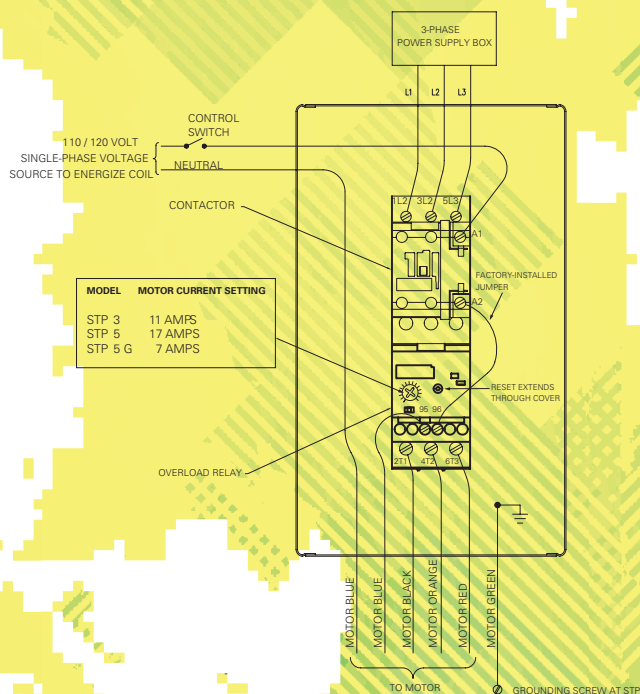 3-PHASE
POWER SUPPLY BOX
L1 L2 L3
CONTROL
SWITCH
110 / 120 VOLT
SINGLE-PHASE VOLTAGE
SOURCE TO ENERGIZE COIL
NEUTRAL
CONTACTOR
1L2 3L2 5L3
A1
FACTORY-INSTALLED
JUMPER
A2
MODEL MOTOR CURRENT SETTING
STP 3 11 AMPS
STP 5 17 AMPS
STP 5 G 7 AMPS
RESET EXTENDS
THROUGH COVER
95 96
OVERLOAD RELAY
2T1 4T2 6T3
MOTOR BLUE
MOTOR BLUE
MOTOR BLACK
MOTOR ORANGE
MOTOR RED
MOTOR GREEN
TO MOTOR
GROUNDING SCREW AT STP